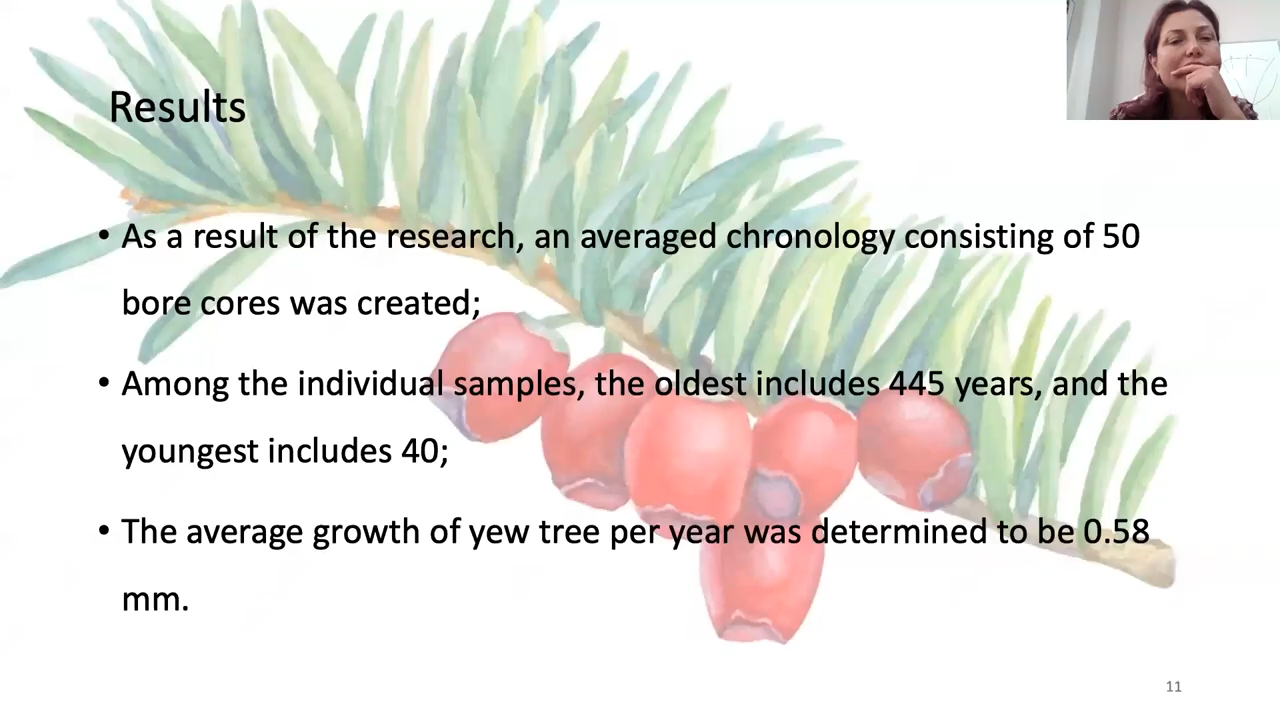 Results
• As a result of the research, an averaged chronology consisting of 50
bore cores was created;
• Among the individual samples, the oldest includes 445 years, and the
youngest includes 40;
• The average growth of yew tree per year was determined to be 0.58
mm.
11